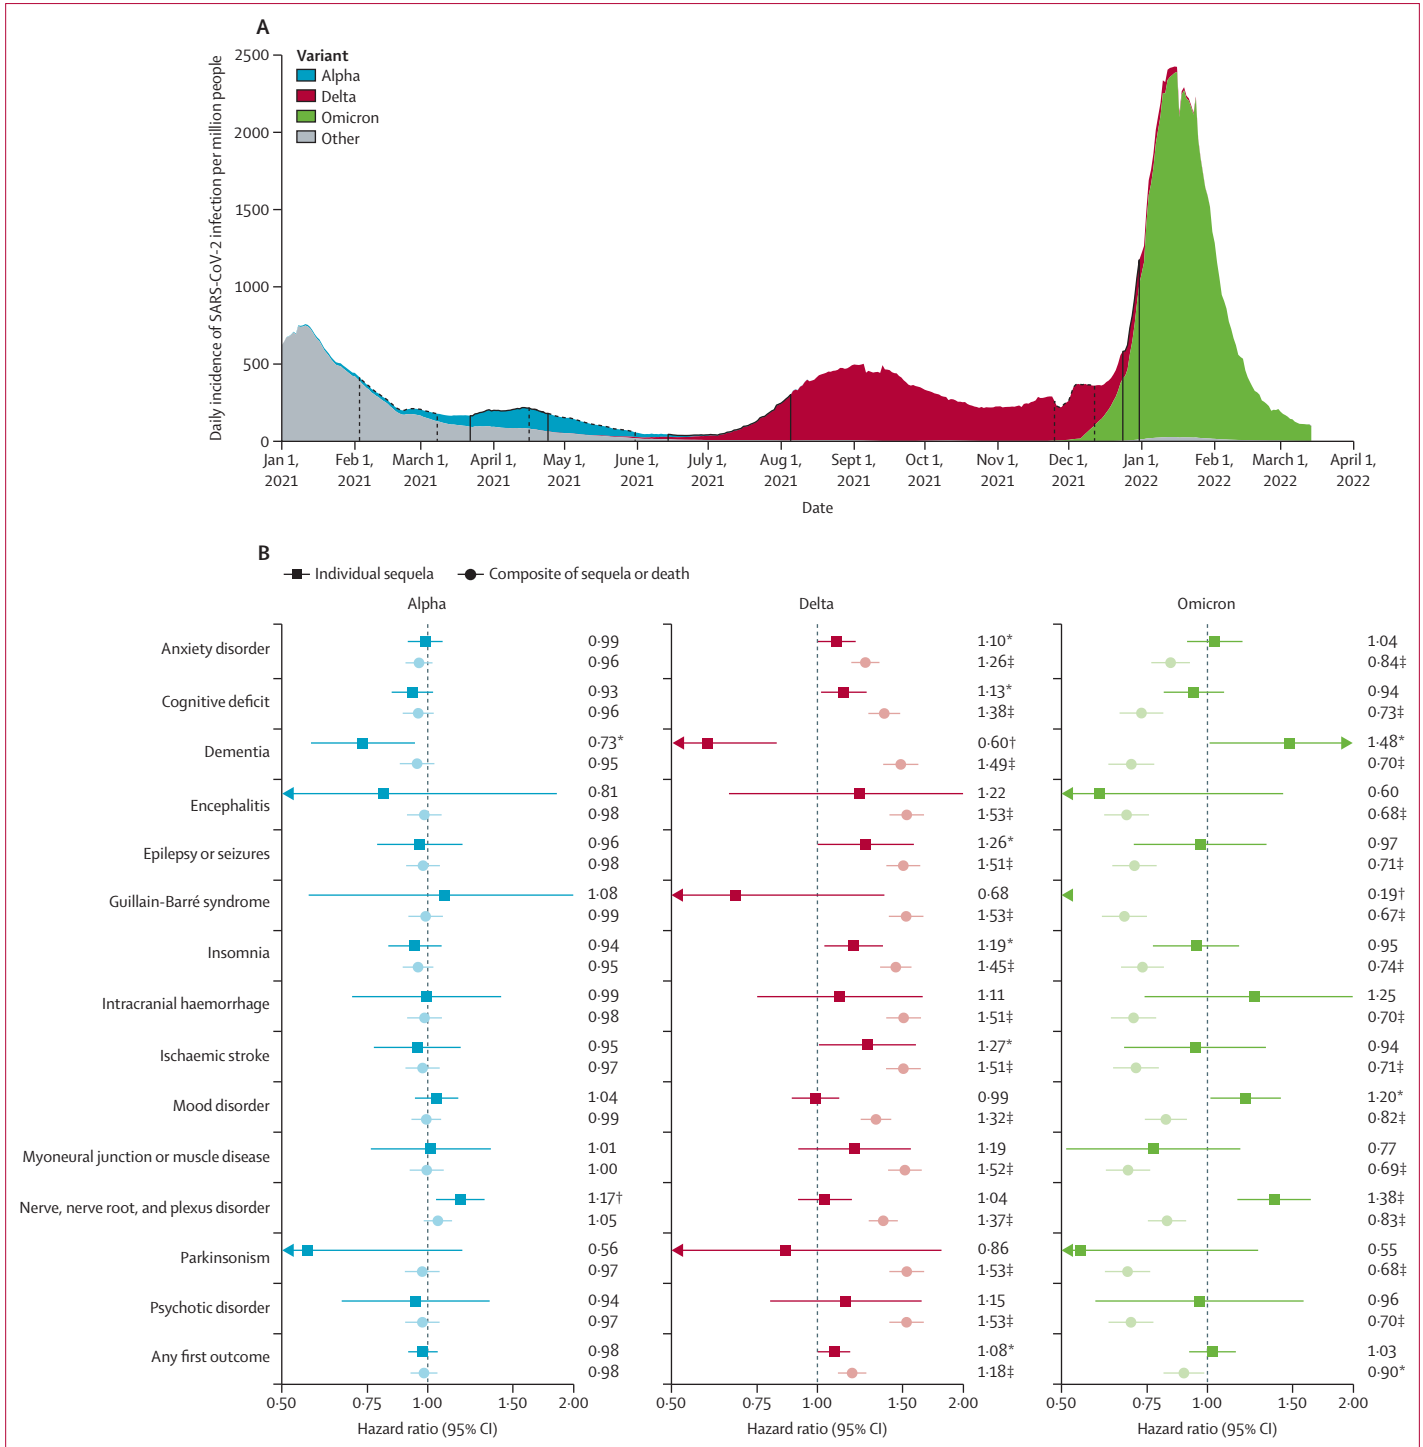 A
Daily incidence of SARS-CoV-2 infection per million people
2500
2000
1500
1000
500
0
Variant
Alpha
Delta
Omicron
Other
Jan 1, Feb 1, March 1, April 1, May 1, June 1, July 1, Aug 1, Sept 1, Oct 1, Nov 1, Dec 1, Jan 1, Feb 1, March 1, April 1,
2021 2021 2021 2021 2021 2021 2021 2021 2021 2021 2021 2021 2022 2022 2022 2022
Date
B
Individual sequela Composite of sequela or death
Alpha Delta Omicron
Anxiety disorder
0·99 1·10* 1·04
0·96 1·26‡ 0·84‡
Cognitive deficit
0·93 1·13* 0·94
0·96 1·38‡ 0·73‡
Dementia
0·73* 0·60† 1·48*
0·95 1·49‡ 0·70‡
Encephalitis
0·81 1·22 0·60
0·98 1·53‡ 0·68‡
Epilepsy or seizures
0·96 1·26* 0·97
0·98 1·51‡ 0·71‡
Guillain-Barré syndrome
1·08 0·68 0·19†
0·99 1·53‡ 0·67‡
Insomnia
0·94 1·19* 0·95
0·95 1·45‡ 0·74‡
Intracranial haemorrhage
0·99 1·11 1·25
0·98 1·51‡ 0·70‡
Ischaemic stroke
0·95 1·27* 0·94
0·97 1·51‡ 0·71‡
Mood disorder
1·04 0·99 1·20*
0·99 1·32‡ 0·82‡
Myoneural junction or muscle disease
1·01 1·19 0·77
1·00 1·52‡ 0·69‡
Nerve, nerve root, and plexus disorder
1·17† 1·04 1·38‡
1·05 1·37‡ 0·83‡
Parkinsonism
0·56 0·86 0·55
0·97 1·53‡ 0·68‡
Psychotic disorder
0·94 1·15 0·96
0·97 1·53‡ 0·70‡
Any first outcome
0·98 1·08* 1·03
0·98 1·18‡ 0·90*
0·50 0·75 1·00 1·50 2·00 0·50 0·75 1·00 1·50 2·00 0·50 0·75 1·00 1·50 2·00
Hazard ratio (95% CI) Hazard ratio (95% CI) Hazard ratio (95% CI)